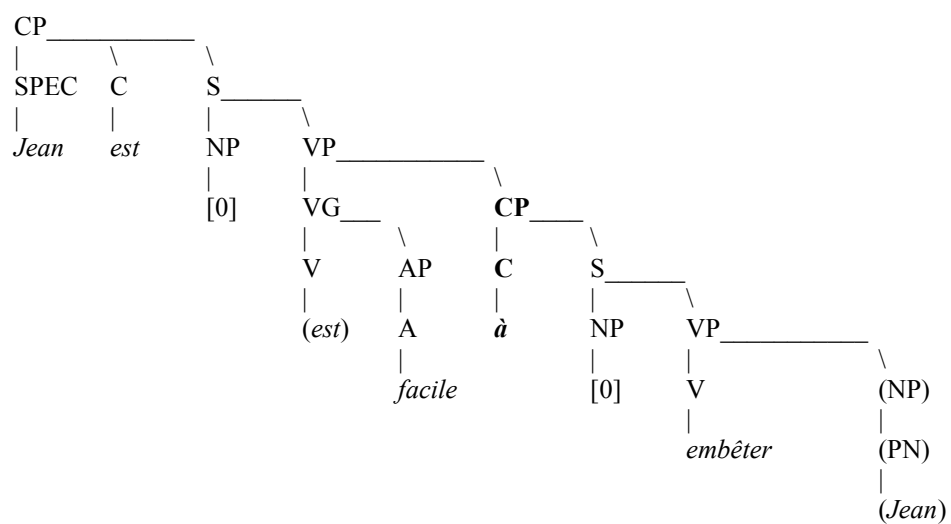 CP
SPEC C S
Jean est NP VP
[0] VG CP
V AP C S
(est) A à NP VP
facile [0] V (NP)
embêter (PN)
(Jean)